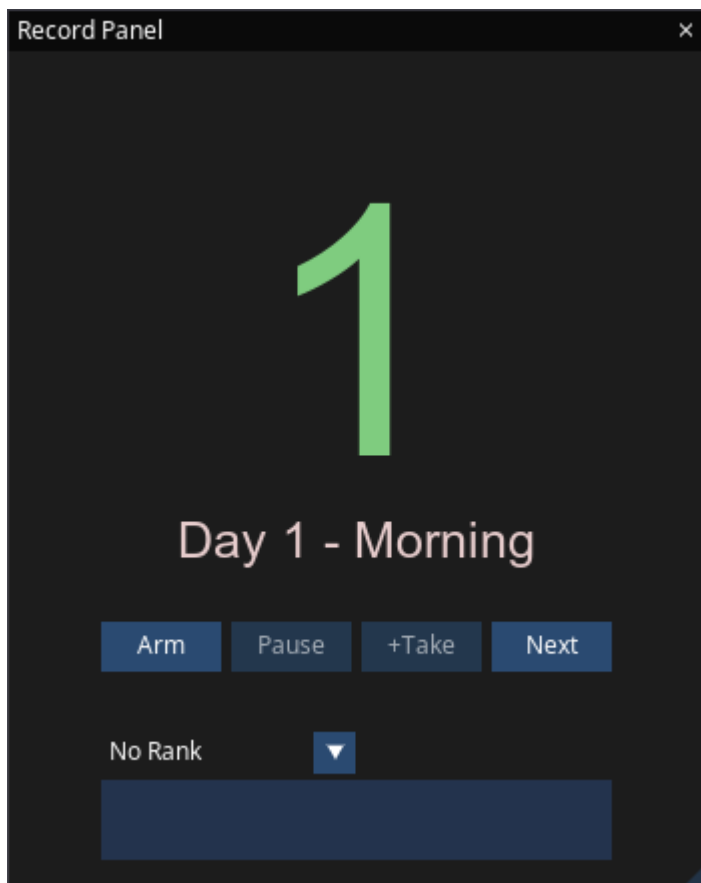 Record Panel ×
1
Day 1 - Morning
Arm Pause +Take Next
No Rank